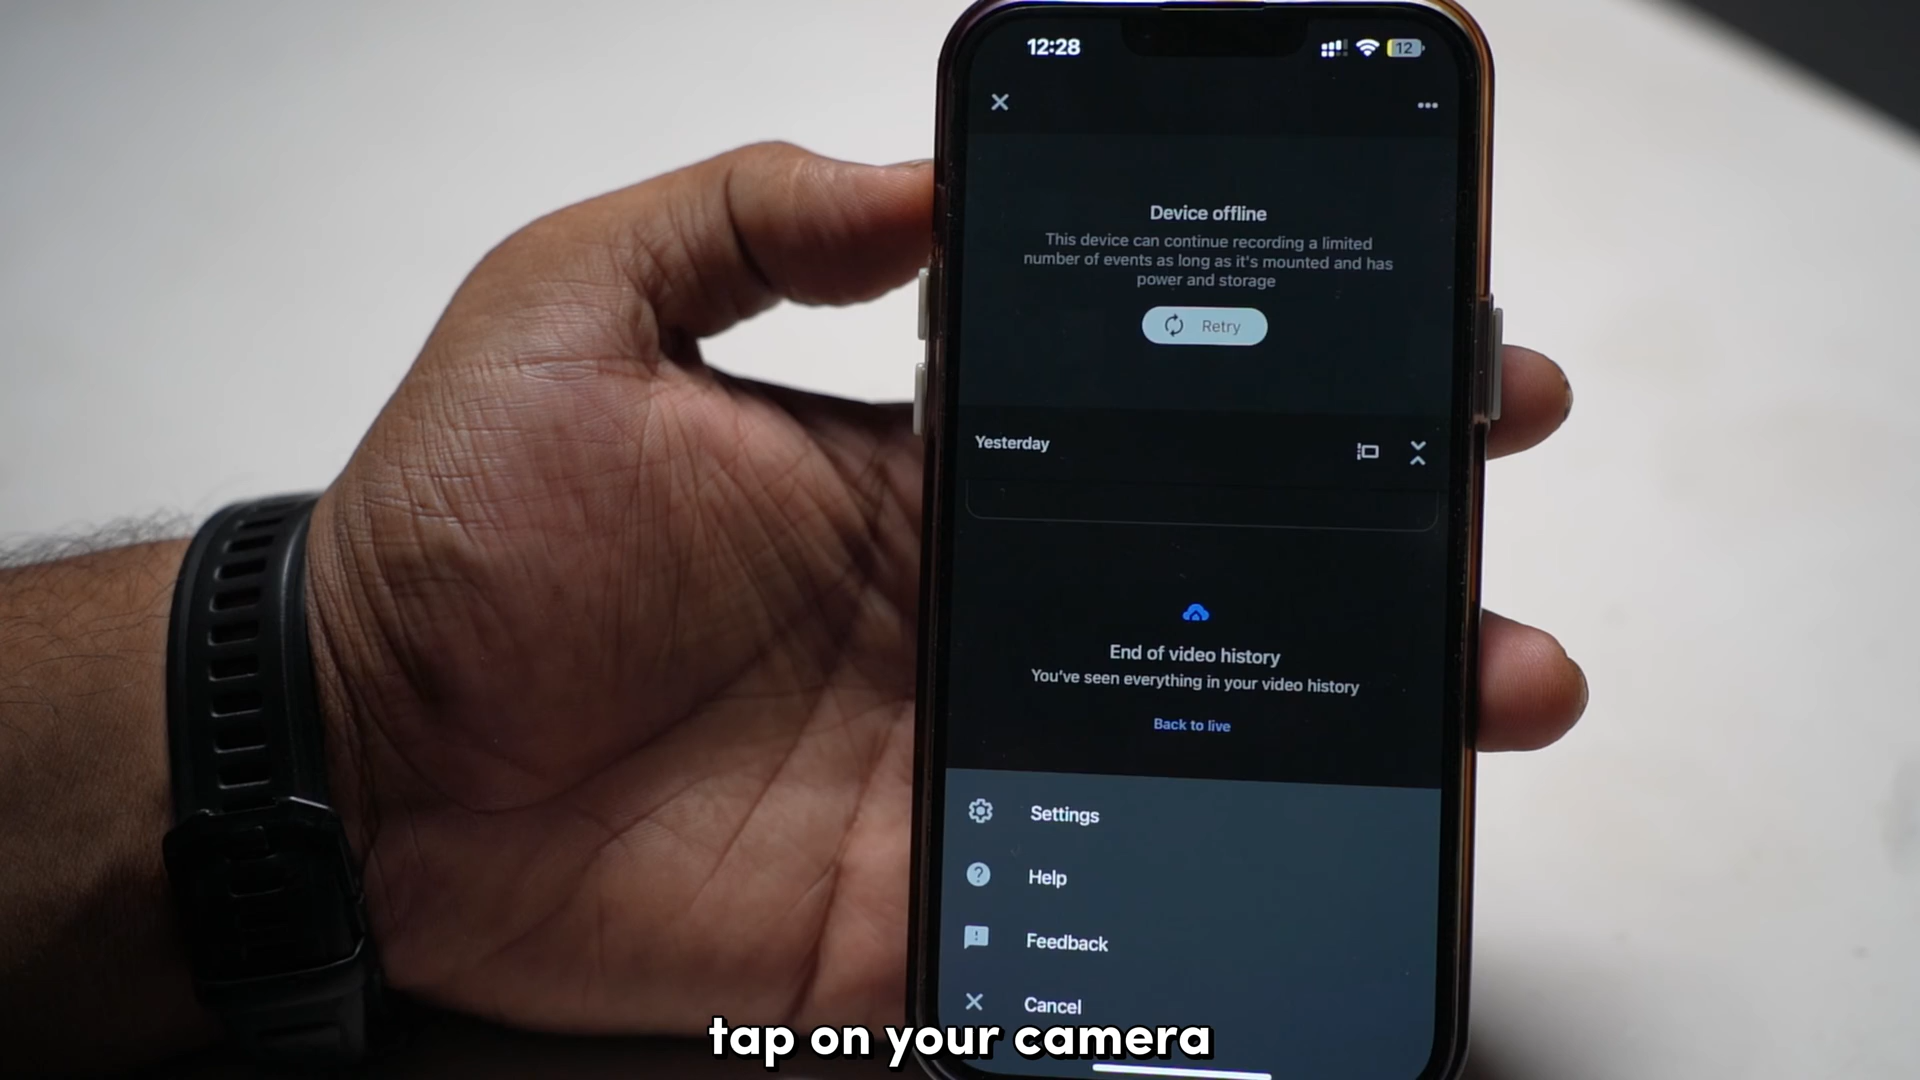 12:28
12
Device offline
This device can continue recording a limited
number of events as long as it's mounted and has
power and storage
Retry
Yesterday
End of video history
You've seen everything in your video history
Back to live
Settings
Help
Feedback
Cancel
tap on your camera